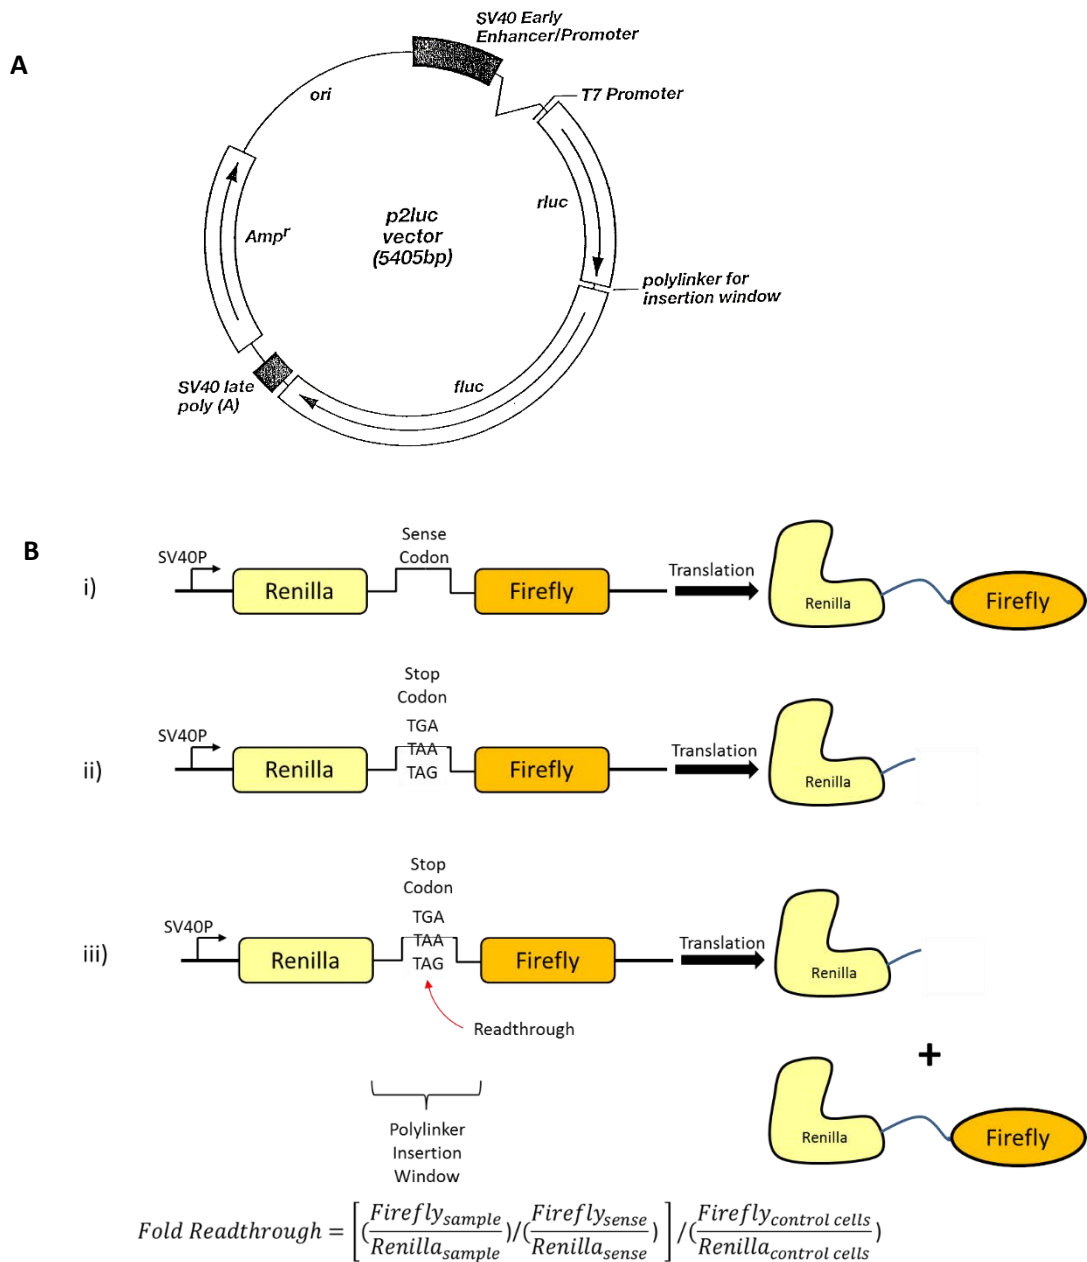 A
SV40 Early
Enhancer/Promoter
T7 Promoter
ori
rluc
Ampr
p2luc
vector
(5405bp)
polylinker for
insertion window
fluc
SV40 late
poly (A)
B
i)
SV40P
Renilla
Sense
Codon
Firefly
Translation
Renilla
Firefly
ii)
SV40P
Renilla
Stop
Codon
TGA
TAA
TAG
Firefly
Translation
Renilla
iii)
SV40P
Renilla
Stop
Codon
TGA
TAA
TAG
Firefly
Translation
Renilla
Readthrough
+
Renilla
Firefly
Polylinker
Insertion
Window
Fold Readthrough = [(Firefly_sample / Renilla_sample)/(Firefly_sense / Renilla_sense)]/(Firefly_control cells / Renilla_control cells)